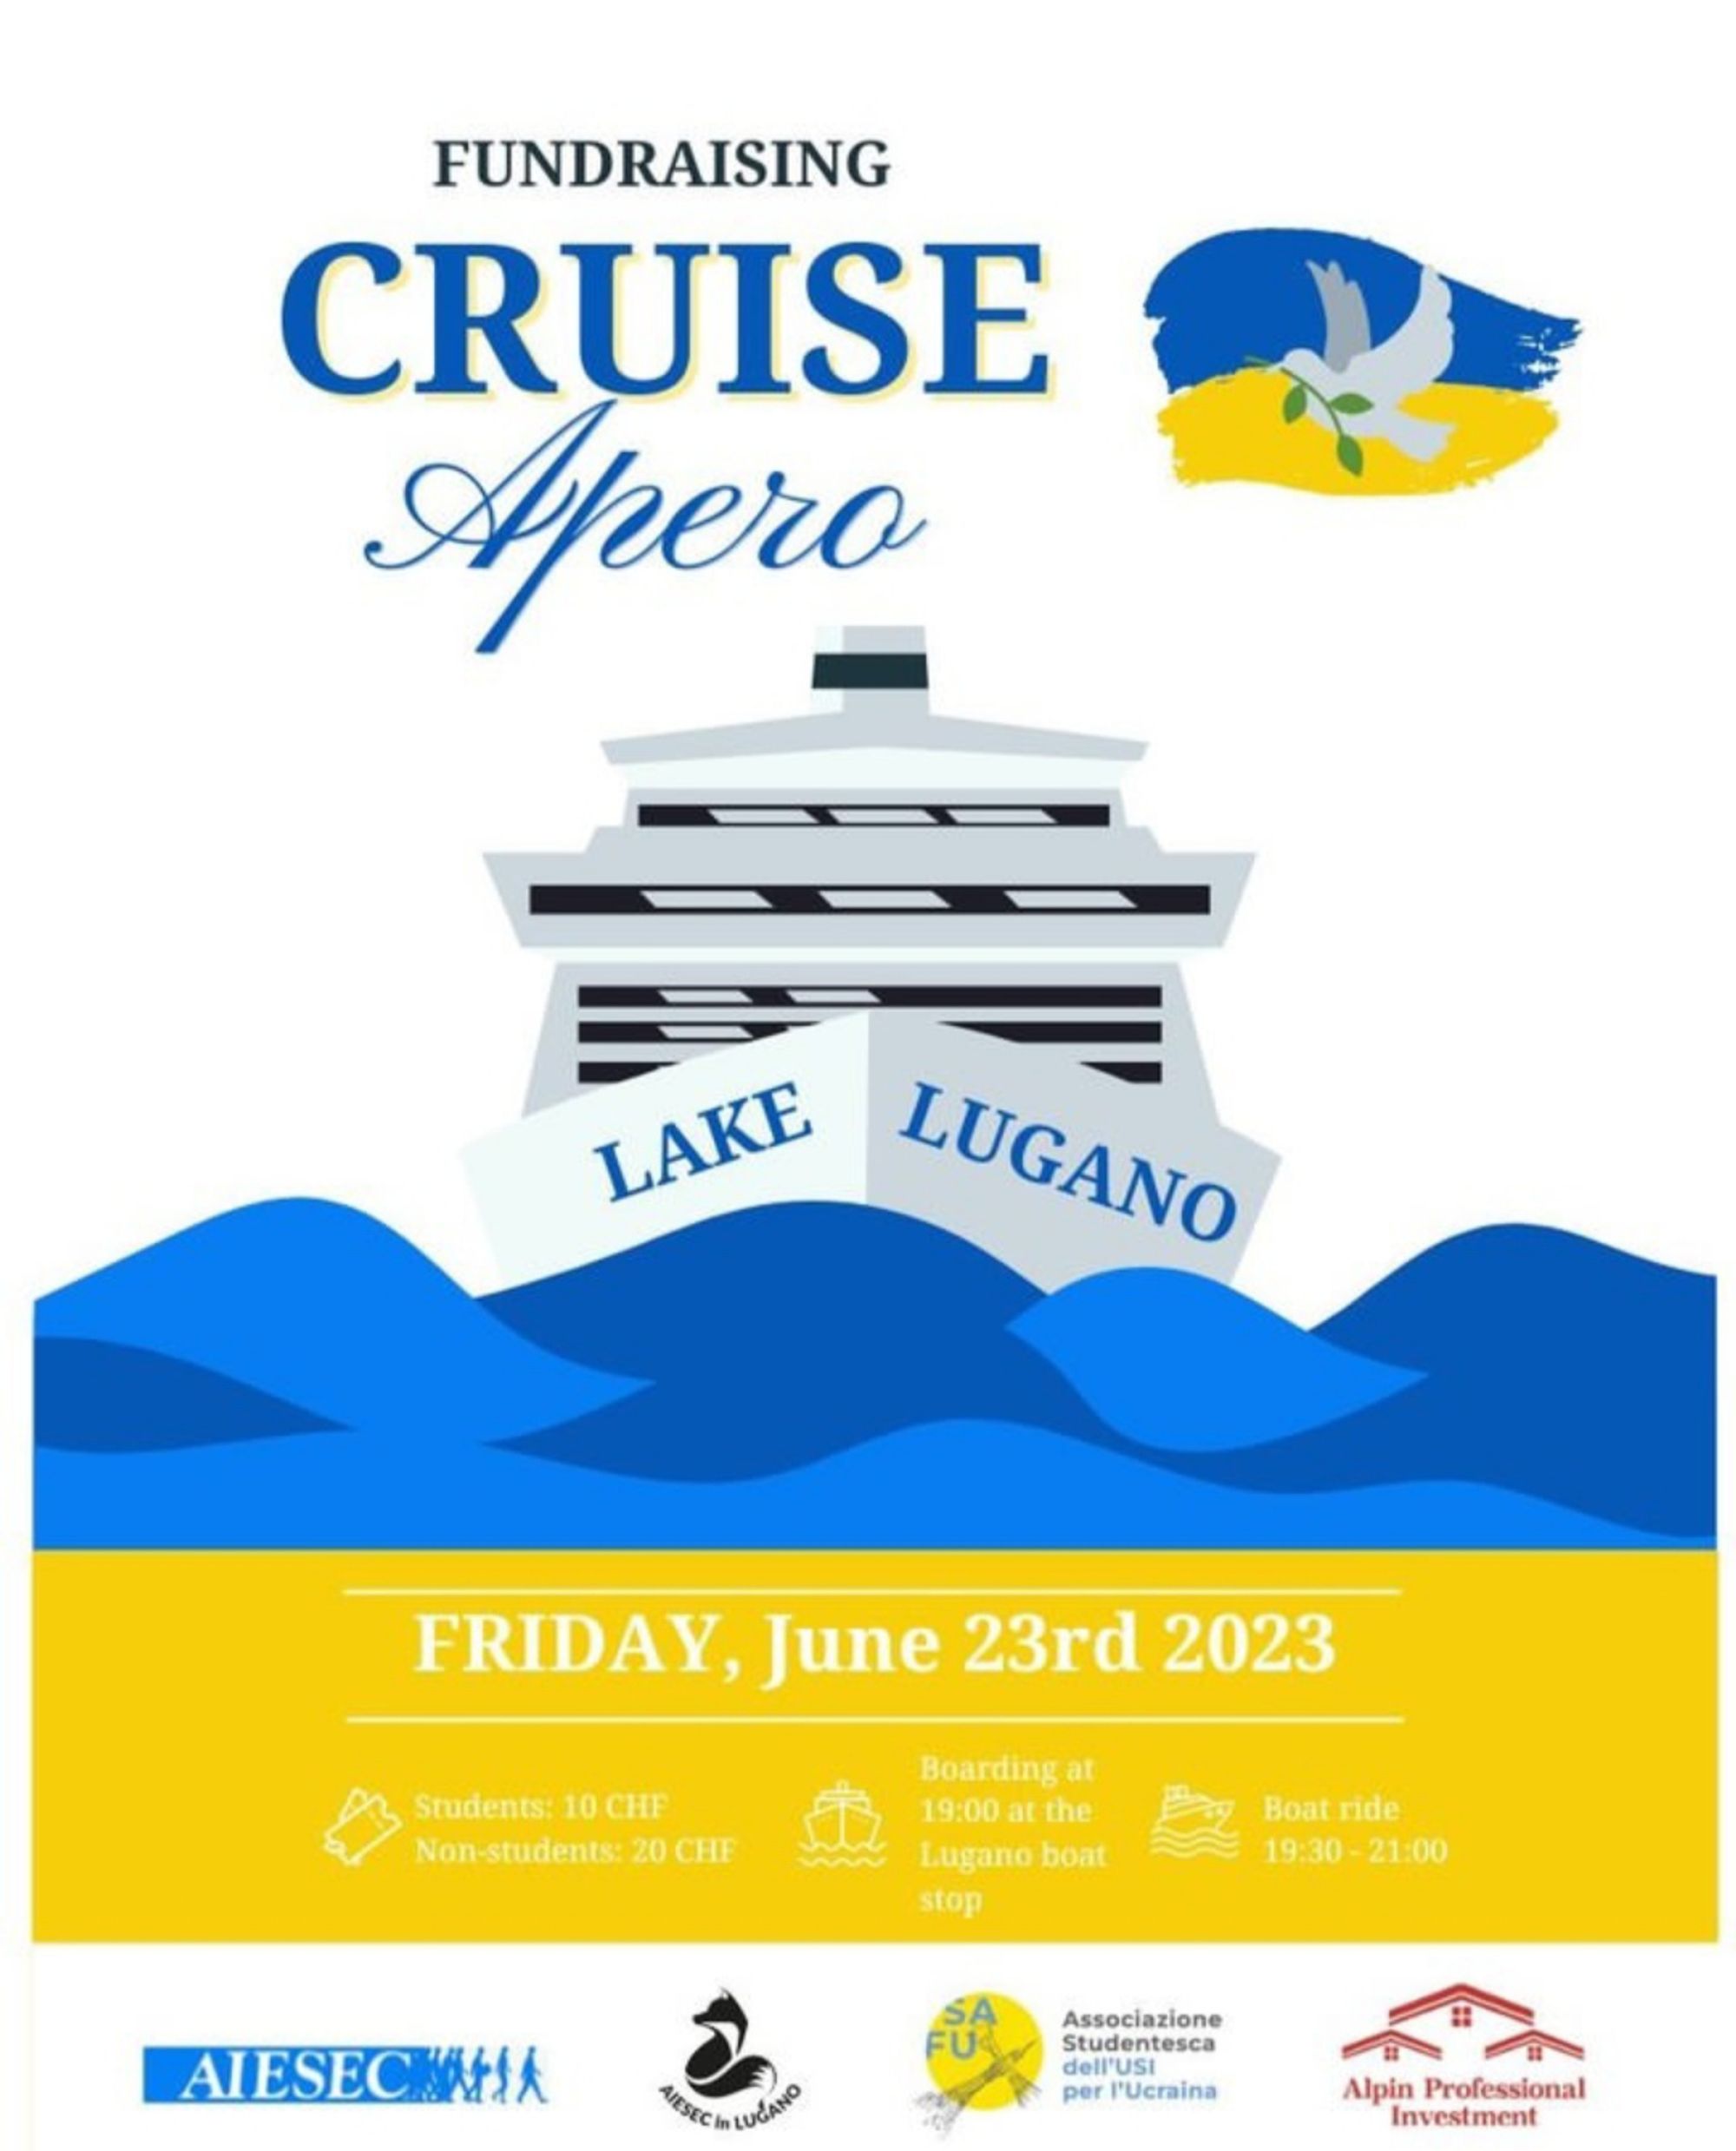 FUNDRAISING
CRUISE
Apero
LAKE LUGANO
FRIDAY, June 23rd 2023
Students: 10 CHF
Non-students: 20 CHF
Boarding at
19:00 at the
Lugano boat
stop
Boat ride
19:30 - 21:00
AIESEC
AIESEC in LUGANO
SA
FU
Associazione
Studentesca
dell'USI
per l'Ucraina
Alpin Professional
Investment